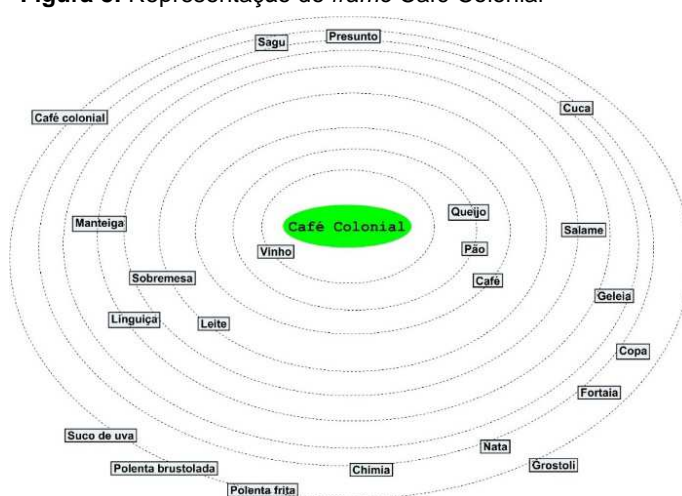 Figura 3. Representação do frame Café Colonial
Sagu
Presunto
Cuca
Café colonial
Queijo
Manteiga
Café Colonial
Salame
Vinho
Pão
Sobremesa
Café
Geleia
Linguiça
Leite
Copa
Fortaia
Suco de uva
Nata
Grostoli
Polenta brustolada
Chimia
Polenta frita